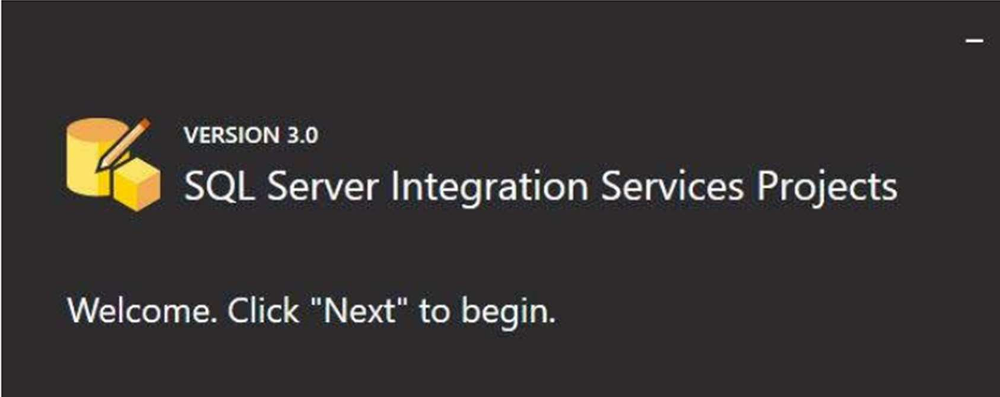 VERSION 3.0
SQL Server Integration Services Projects
Welcome. Click "Next" to begin.